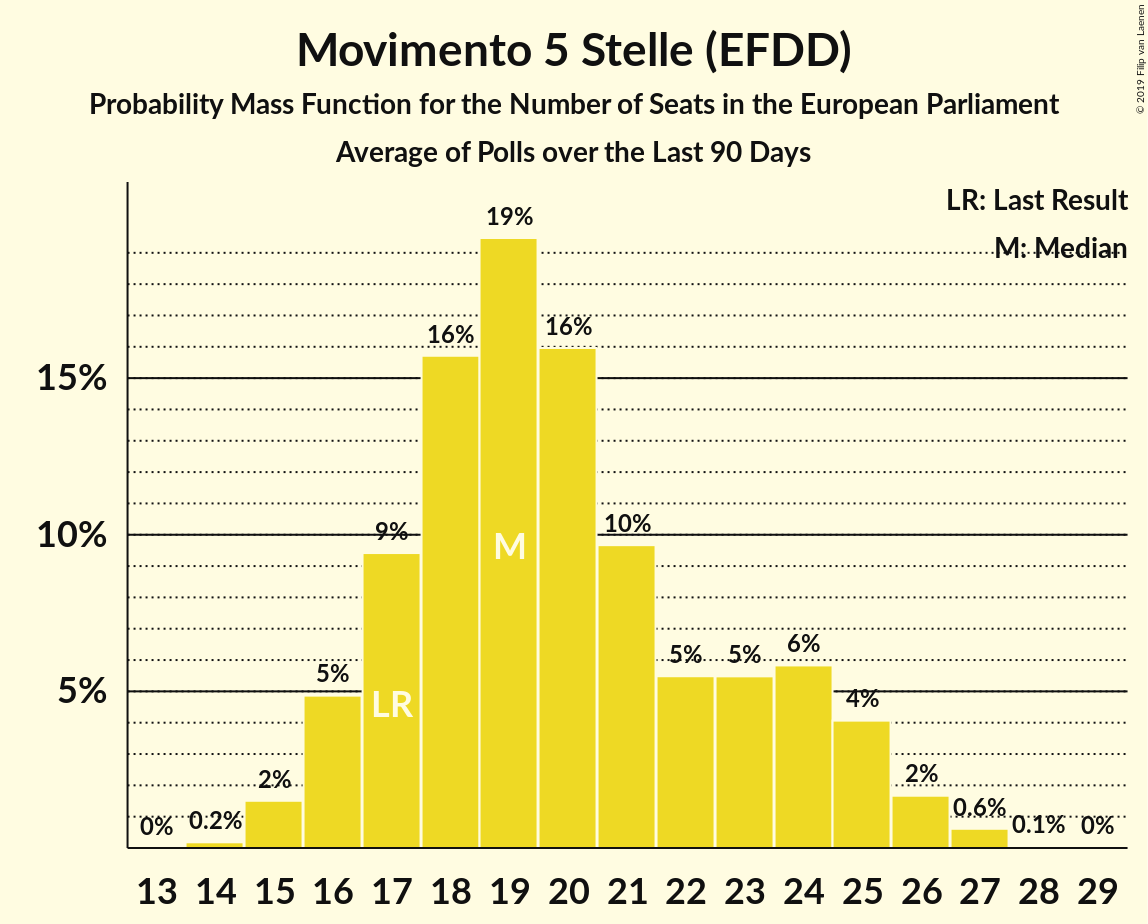 Movimento 5 Stelle (EFDD)
Probability Mass Function for the Number of Seats in the European Parliament
Average of Polls over the Last 90 Days
© 2019 Filip van Laenen
LR: Last Result
M: Median
15%
10%
5%
0%
0.2%
2%
5%
9%
16%
19%
16%
10%
5%
5%
6%
4%
2%
0.6%
0.1%
0%
LR
M
13 14 15 16 17 18 19 20 21 22 23 24 25 26 27 28 29